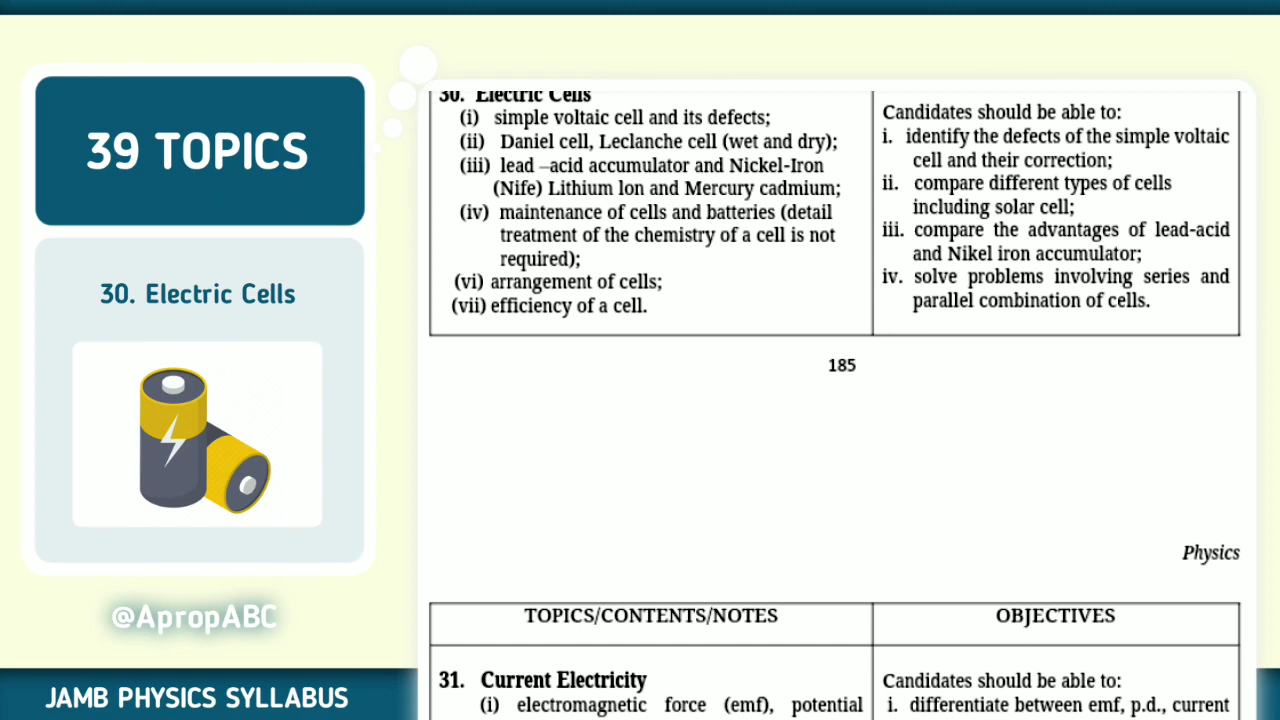 39 TOPICS
30. Electric Cells
@ApropABC
JAMB PHYSICS SYLLABUS
30. Electric Cells
(i) simple voltaic cell and its defects;
(ii) Daniel cell, Leclanche cell (wet and dry);
(iii) lead –acid accumulator and Nickel-Iron
(Nife) Lithium lon and Mercury cadmium;
(iv) maintenance of cells and batteries (detail
treatment of the chemistry of a cell is not
required);
(vi) arrangement of cells;
(vii) efficiency of a cell.
Candidates should be able to:
i. identify the defects of the simple voltaic
cell and their correction;
ii. compare different types of cells
including solar cell;
iii. compare the advantages of lead-acid
and Nikel iron accumulator;
iv. solve problems involving series and
parallel combination of cells.
185
Physics
TOPICS/CONTENTS/NOTES
OBJECTIVES
31. Current Electricity
(i) electromagnetic force (emf), potential
Candidates should be able to:
i. differentiate between emf, p.d., current